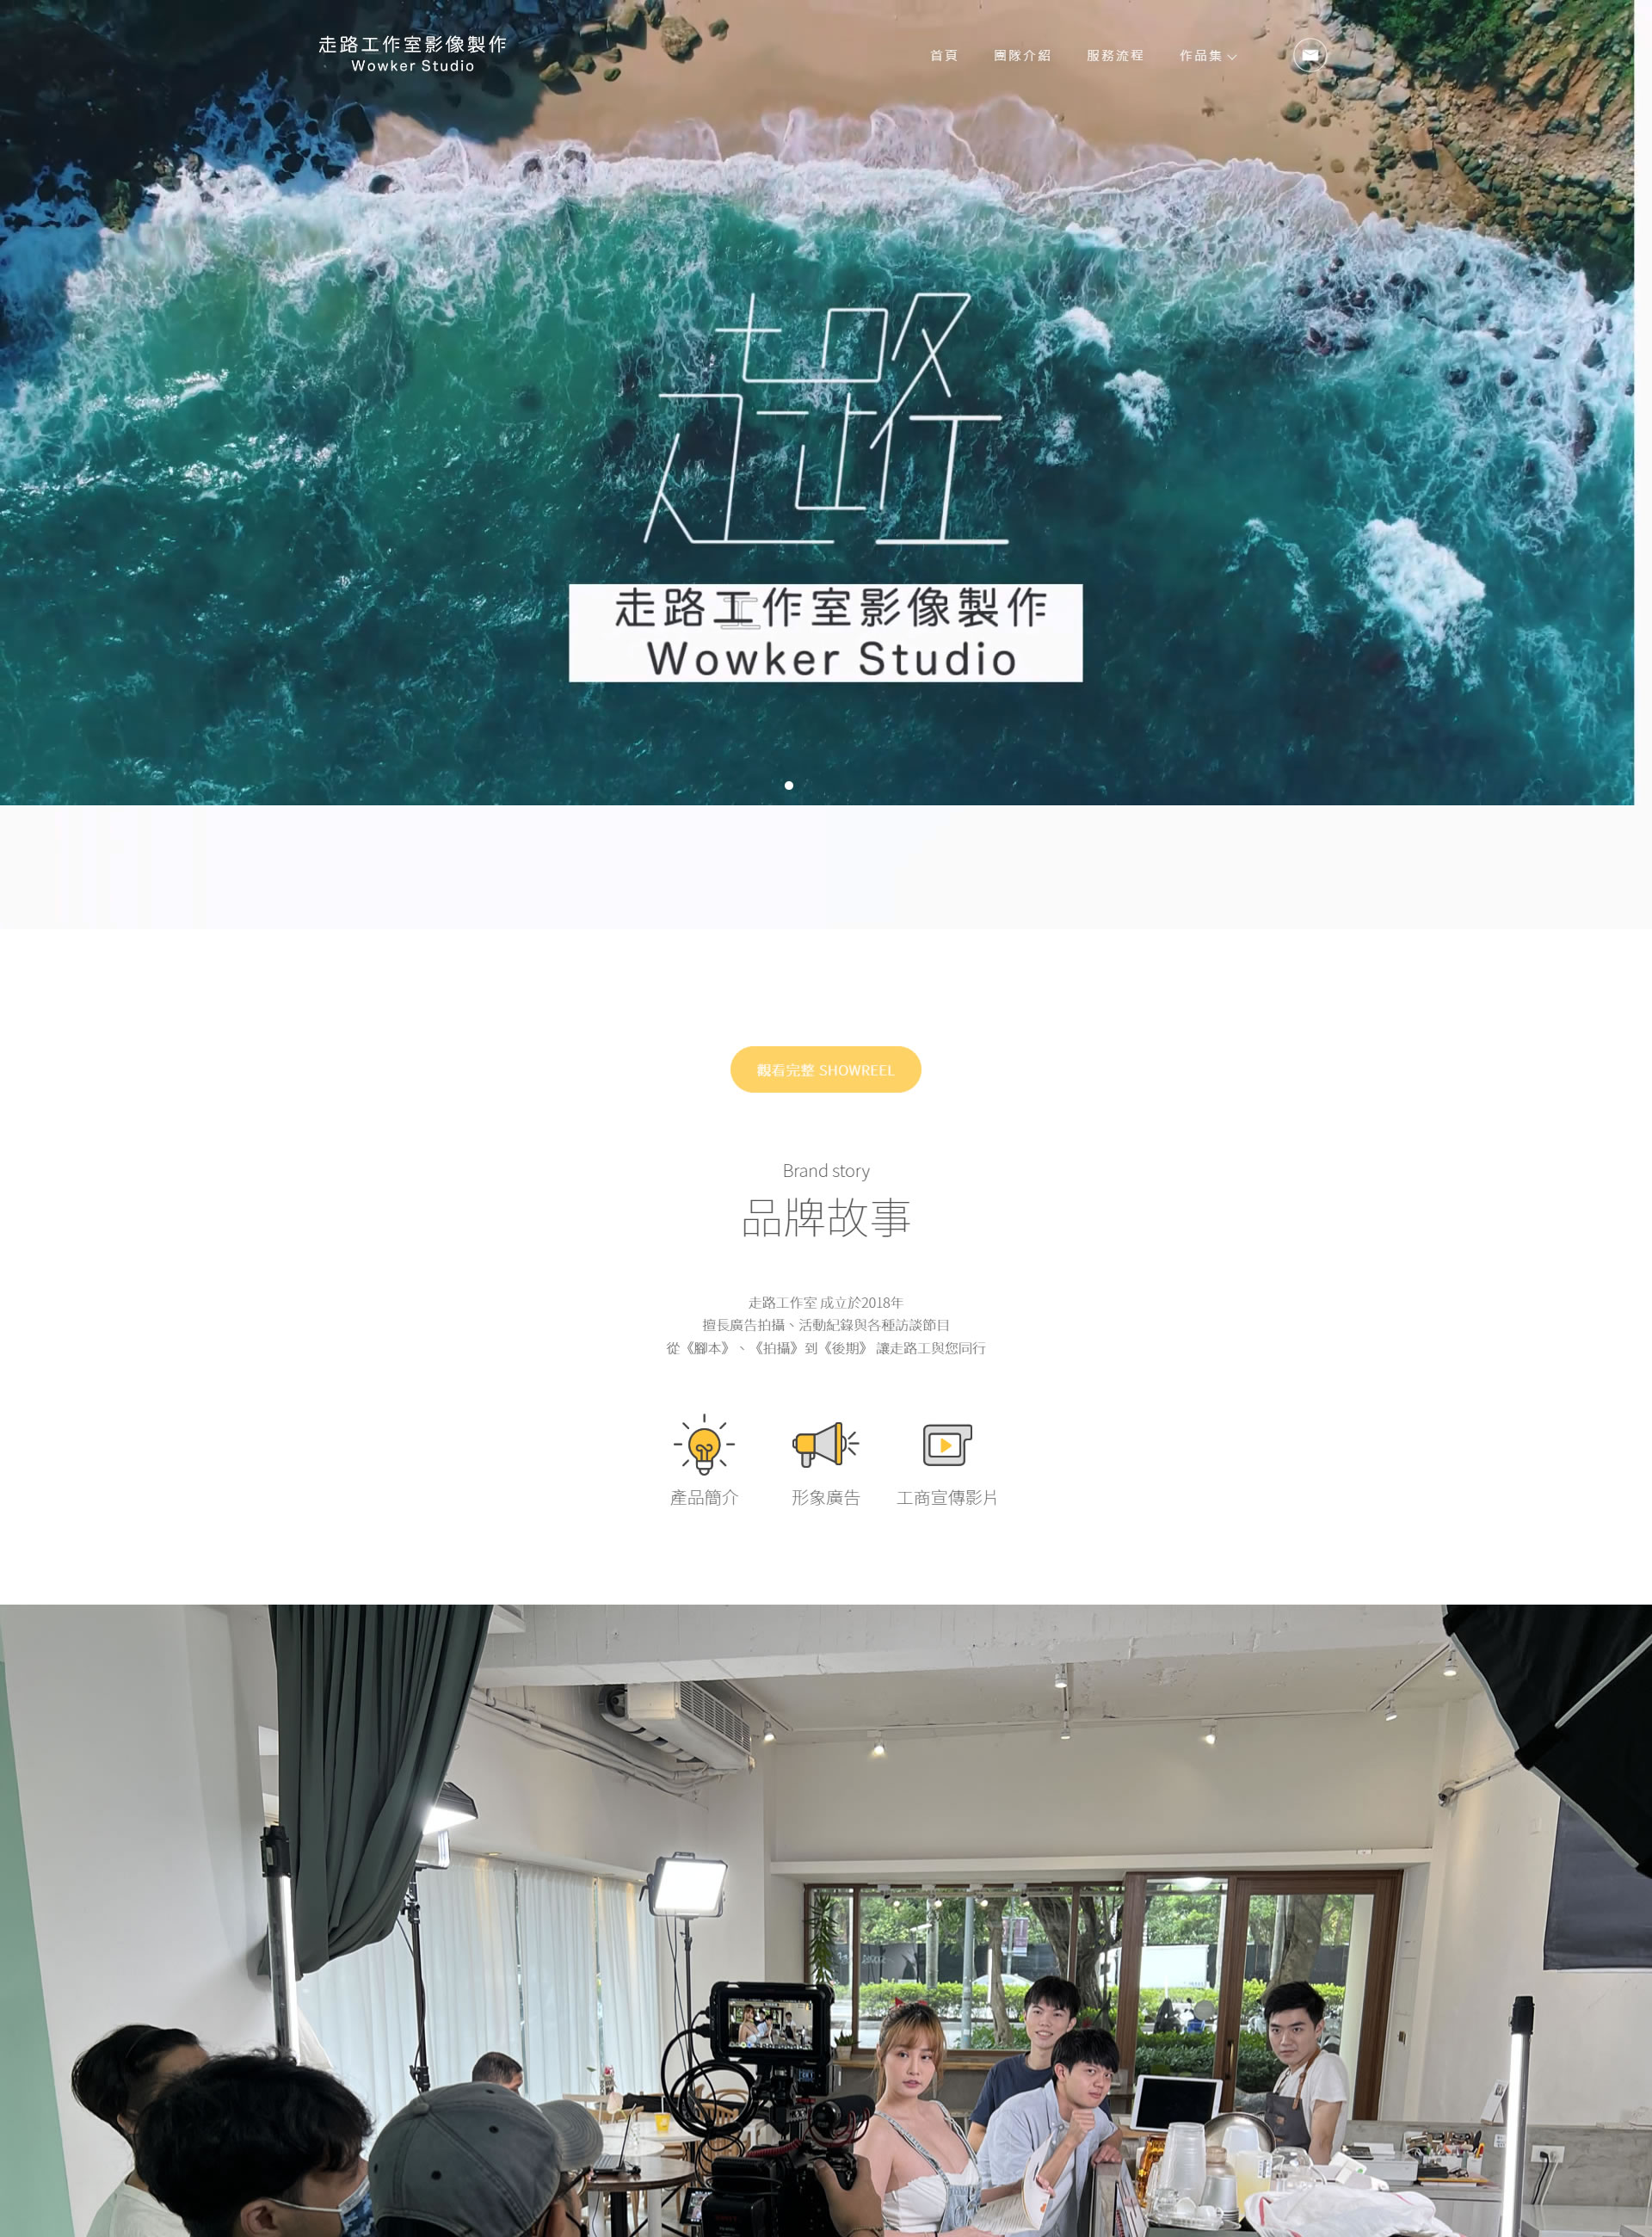 走路工作室影像製作
Wowker Studio
首頁
團隊介紹
服務流程
作品集
走路
走路工作室影像製作
Wowker Studio
觀看完整 SHOWREEL
Brand story
品牌故事
走路工作室 成立於2018年
擅長廣告拍攝、活動紀錄與各種訪談節目
從《腳本》、《拍攝》到《後期》 讓走路工與您同行
產品簡介
形象廣告
工商宣傳影片